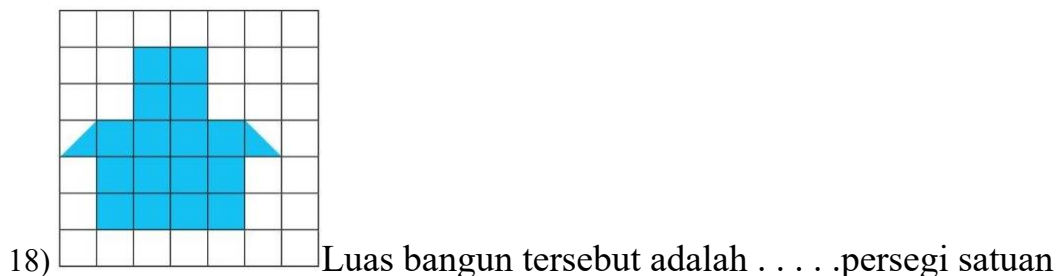 18) Luas bangun tersebut adalah . . . . .persegi satuan